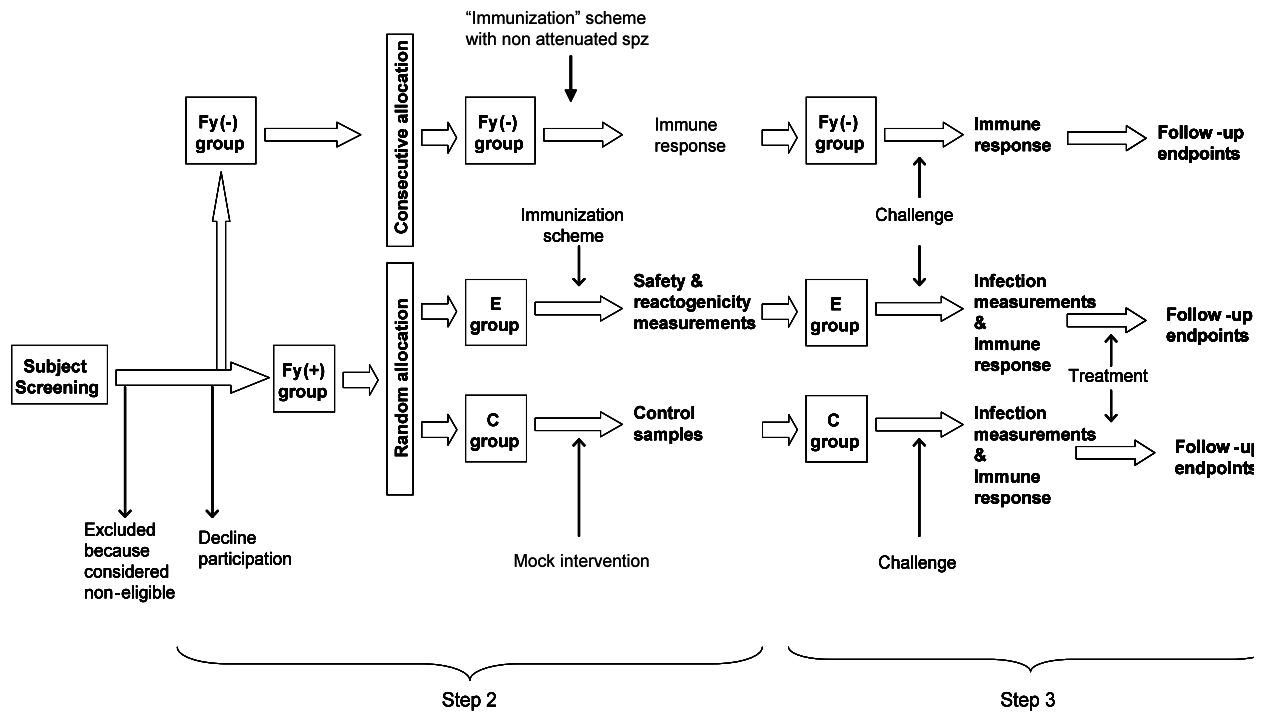 “Immunization” scheme
with non attenuated spz
Consecutive allocation
Fy(-)
group
Fy(-)
group
Immune
response
Fy(-)
group
Immune
response
Follow -up
endpoints
Immunization
scheme
Challenge
Random allocation
E
group
Safety &
reactogenicity
measurements
E
group
Infection
measurements
&
Immune
response
Follow -up
endpoints
Subject
Screening
Fy(+)
group
Treatment
C
group
Control
samples
C
group
Infection
measurements
&
Immune
response
Follow -up
endpoints
Excluded
because
considered
non-eligible
Decline
participation
Mock intervention
Challenge
Step 2
Step 3